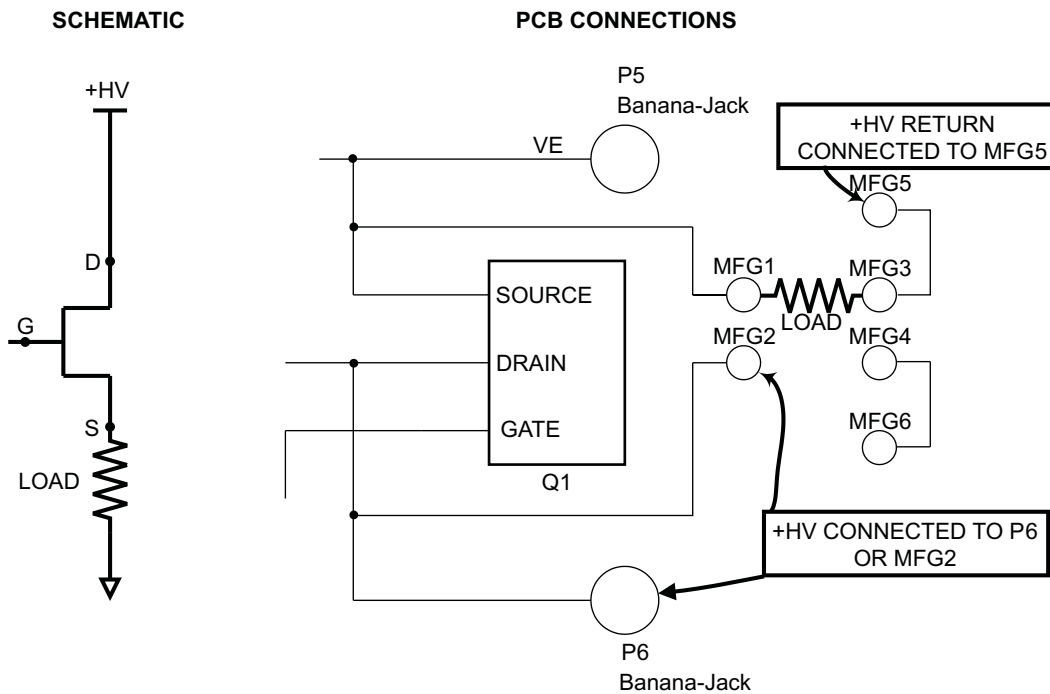 SCHEMATIC
PCB CONNECTIONS
+HV
D
G
S
LOAD
P5
Banana-Jack
VE
+HV RETURN
CONNECTED TO MFG5
MFG5
MFG1
MFG3
LOAD
MFG2
MFG4
MFG6
SOURCE
DRAIN
GATE
Q1
+HV CONNECTED TO P6
OR MFG2
P6
Banana-Jack